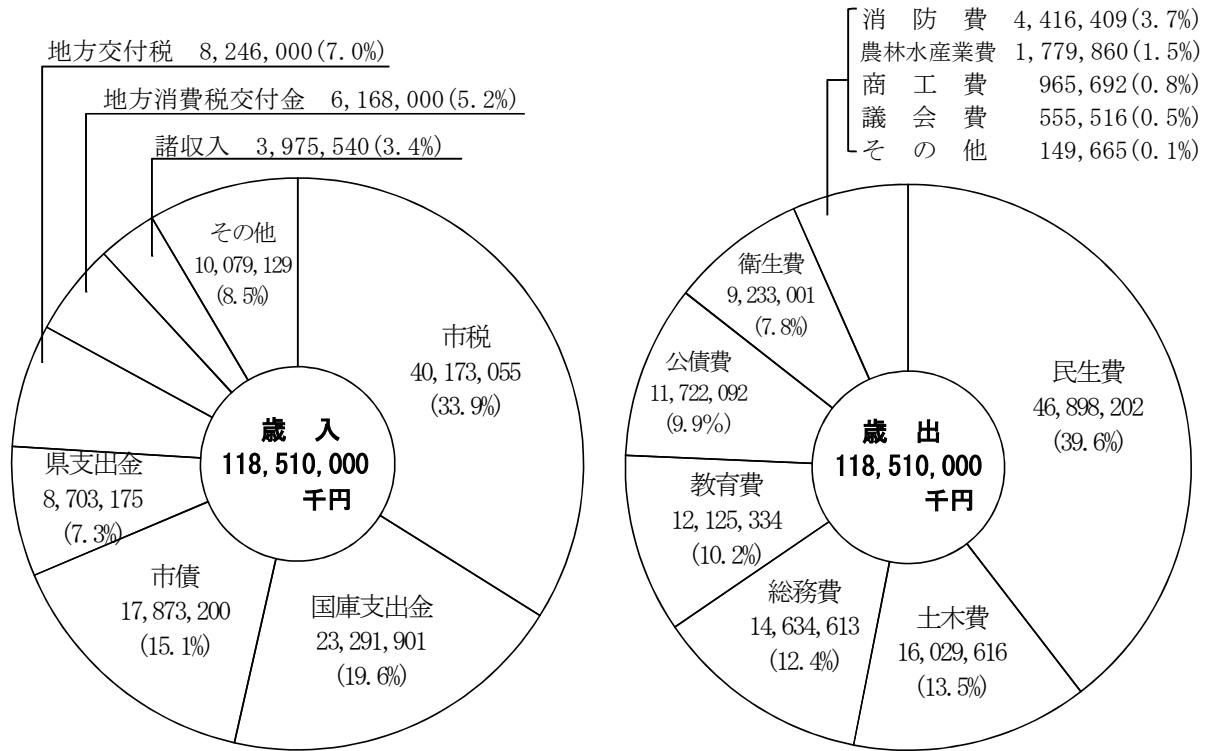 地方交付税 8,246,000(7.0%)
地方消費税交付金 6,168,000(5.2%)
諸収入 3,975,540(3.4%)
その他
10,079,129
(8.5%)
市税
40,173,055
(33.9%)
歳 入
118,510,000
千円
県支出金
8,703,175
(7.3%)
市債
17,873,200
(15.1%)
国庫支出金
23,291,901
(19.6%)
消 防 費 4,416,409(3.7%)
農林水産業費 1,779,860(1.5%)
商 工 費 965,692(0.8%)
議 会 費 555,516(0.5%)
そ の 他 149,665(0.1%)
衛生費
9,233,001
(7.8%)
公債費
11,722,092
(9.9%)
民生費
46,898,202
(39.6%)
歳 出
118,510,000
千円
教育費
12,125,334
(10.2%)
総務費
14,634,613
(12.4%)
土木費
16,029,616
(13.5%)